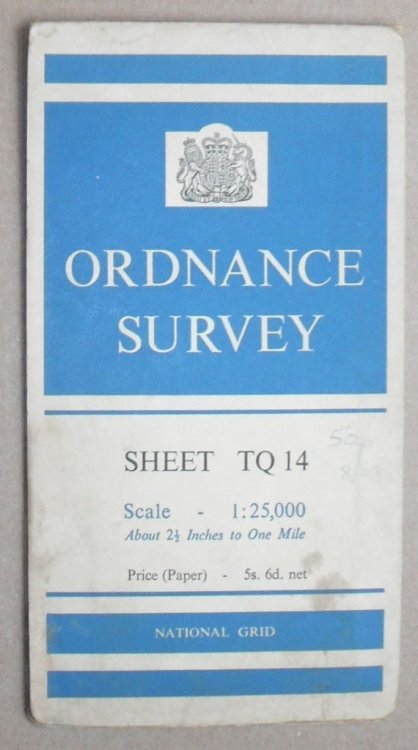 ORDNANCE
SURVEY
SHEET TQ 14
Scale - 1:25,000
About 2½ Inches to One Mile
Price (Paper) - 5s. 6d. net
NATIONAL GRID